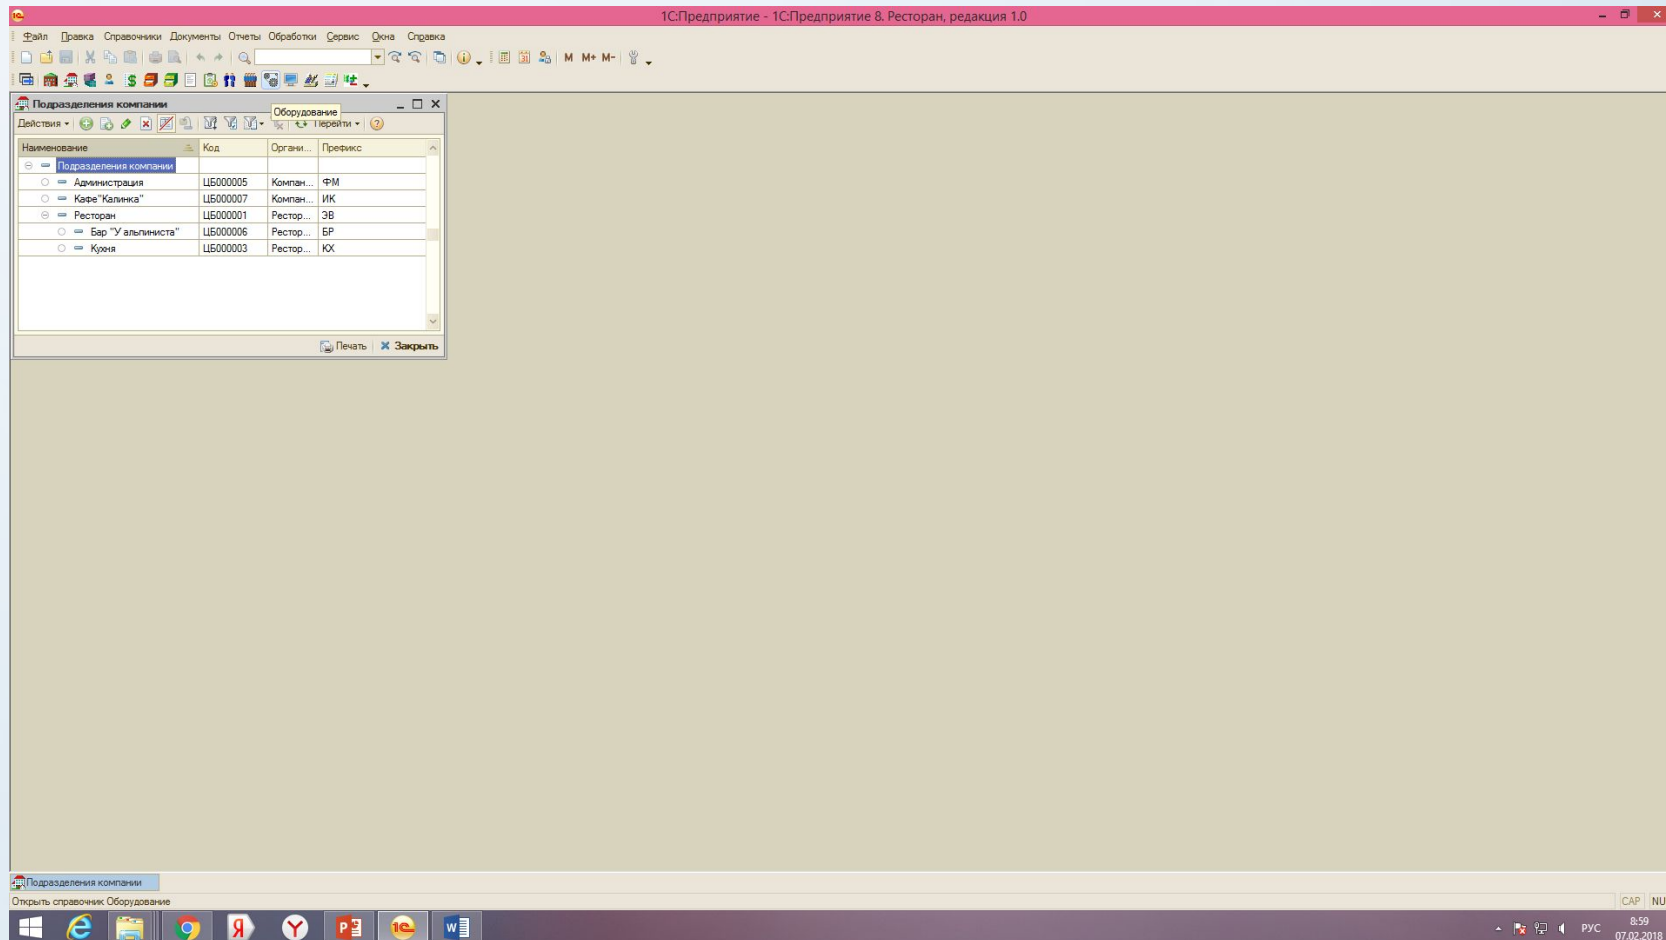 1С:Предприятие - 1С:Предприятие 8. Ресторан, редакция 1.0
Файл Правка Справочники Документы Отчеты Обработки Сервис Окна Справка
M M+ M-
Подразделения компании
Оборудование
Действия Перейти
Наименование Код Органи... Префикс
Подразделения компании
Администрация ЦБ000005 Компан... ФМ
Кафе"Калинка" ЦБ000007 Компан... ИК
Ресторан ЦБ000001 Рестор... ЭВ
Бар "У альпиниста" ЦБ000006 Рестор... БР
Кухня ЦБ000003 Рестор... КХ
Печать Закрыть
Подразделения компании
Открыть справочник Оборудование CAP NU
РУС 8:59
07.02.2018